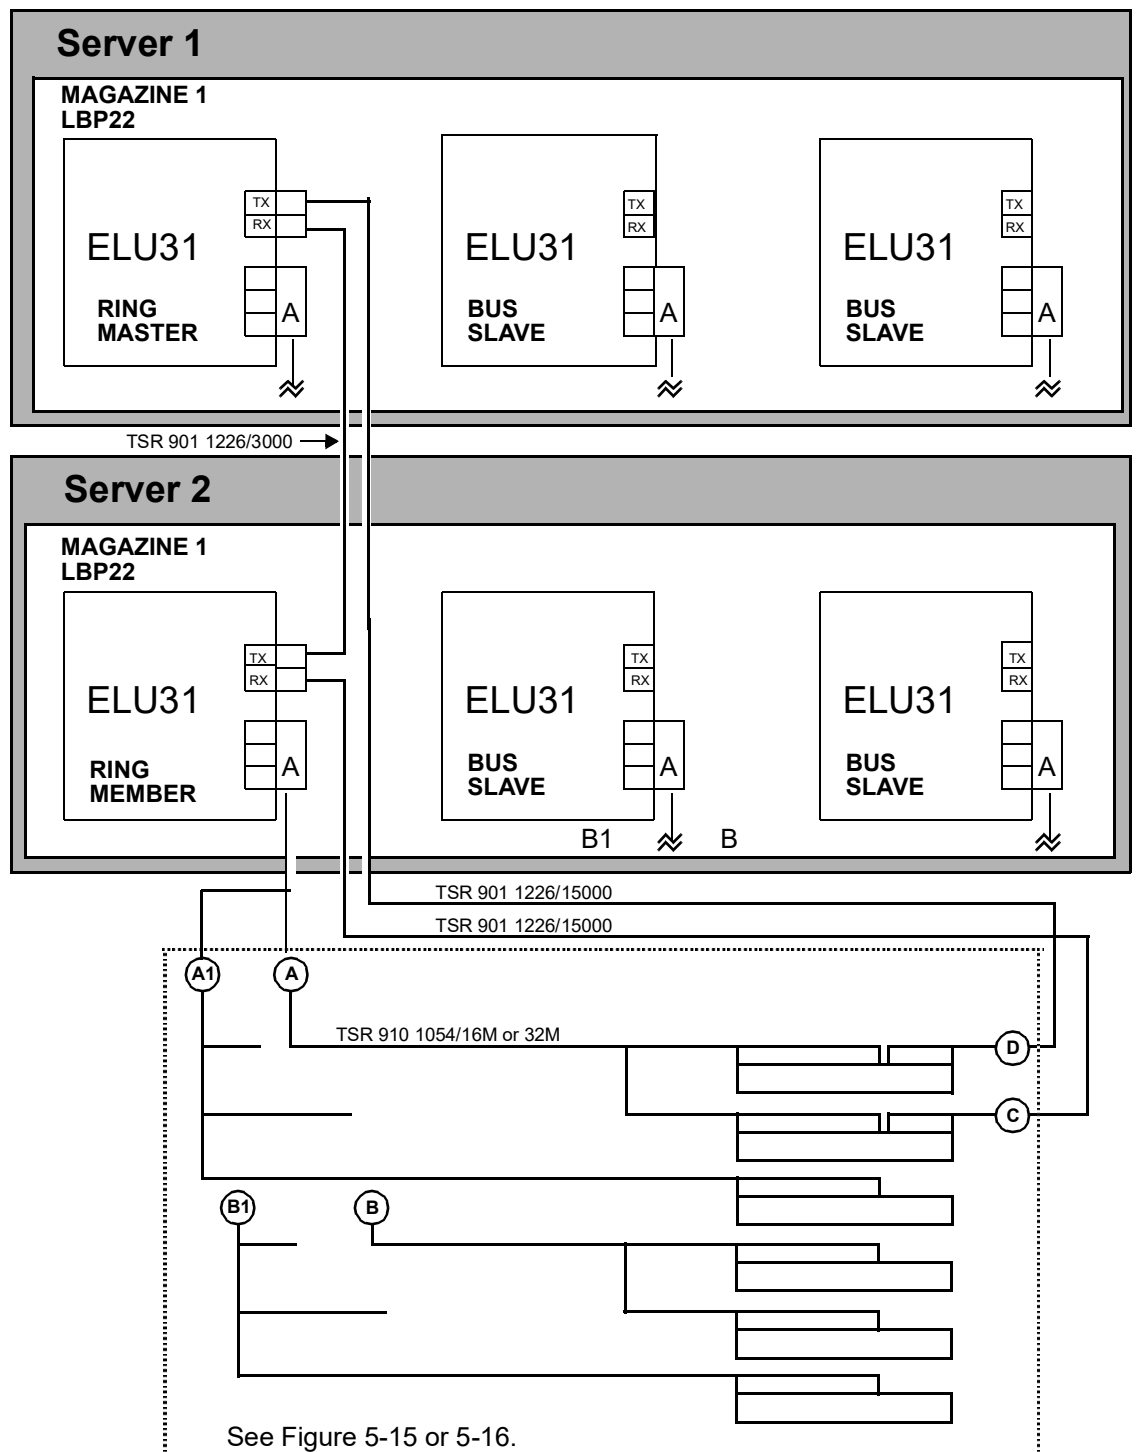 Server 1
MAGAZINE 1
LBP22
TX
RX
ELU31
RING
MASTER
A
TX
RX
ELU31
BUS
SLAVE
A
TX
RX
ELU31
BUS
SLAVE
A
TSR 901 1226/3000
Server 2
MAGAZINE 1
LBP22
TX
RX
ELU31
RING
MEMBER
A
TX
RX
ELU31
BUS
SLAVE
A
B1
B
TX
RX
ELU31
BUS
SLAVE
A
TSR 901 1226/15000
TSR 901 1226/15000
A1
A
TSR 910 1054/16M or 32M
D
C
B1
B
See Figure 5-15 or 5-16.